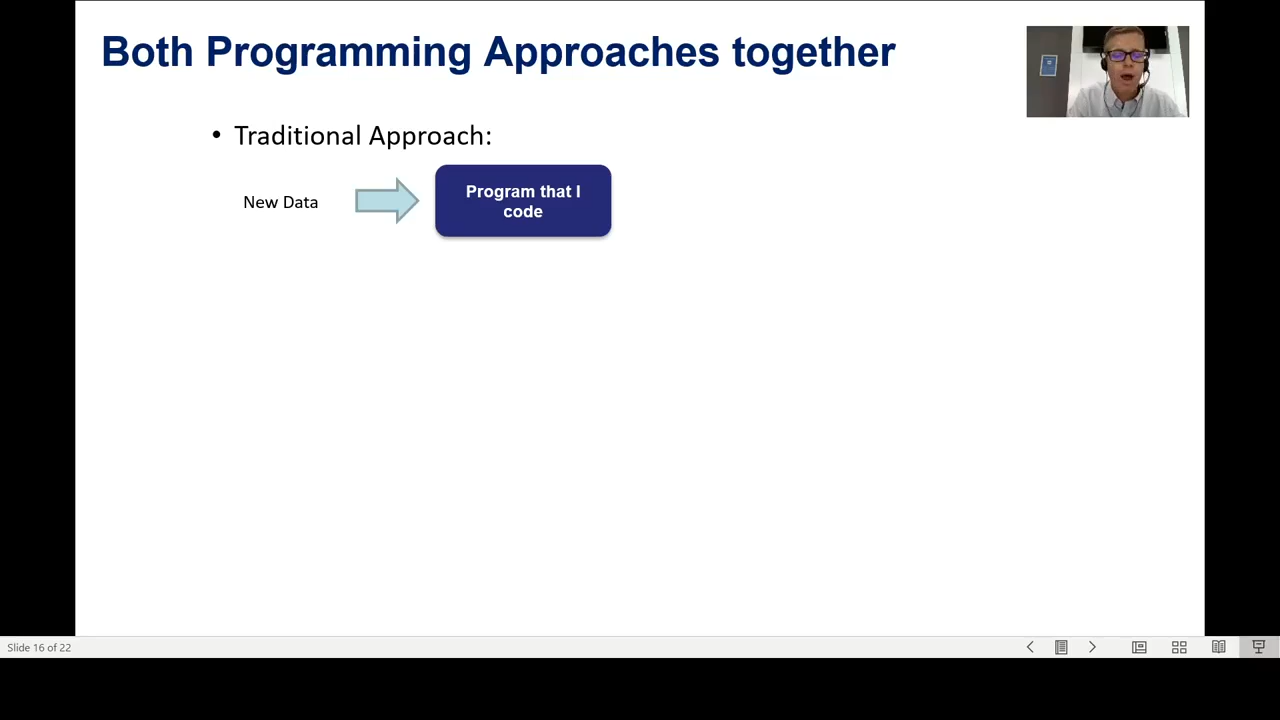 Both Programming Approaches together
• Traditional Approach:
New Data
Program that I
code
Slide 16 of 22